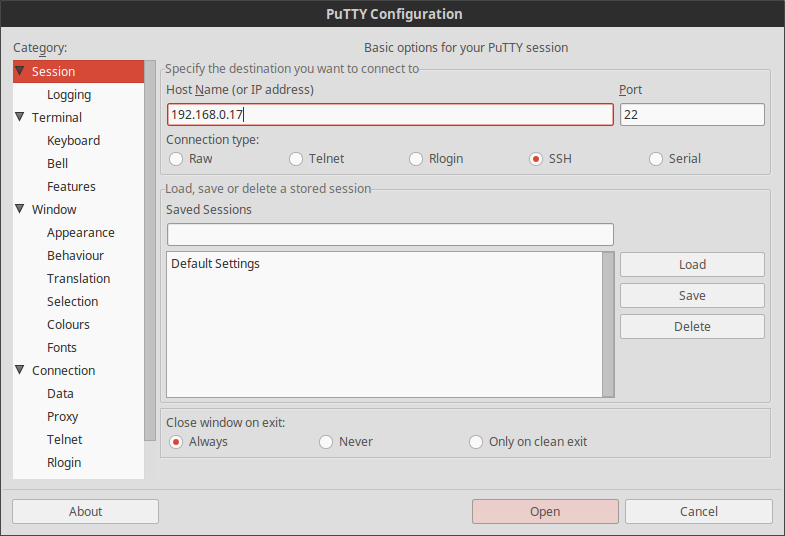 PuTTY Configuration
Category:
Session
Logging
Terminal
Keyboard
Bell
Features
Window
Appearance
Behaviour
Translation
Selection
Colours
Fonts
Connection
Data
Proxy
Telnet
Rlogin
Basic options for your PuTTY session
Specify the destination you want to connect to
Host Name (or IP address) Port
192.168.0.17 22
Connection type:
Raw Telnet Rlogin SSH Serial
Load, save or delete a stored session
Saved Sessions
Default Settings
Load
Save
Delete
Close window on exit:
Always Never Only on clean exit
About Open Cancel